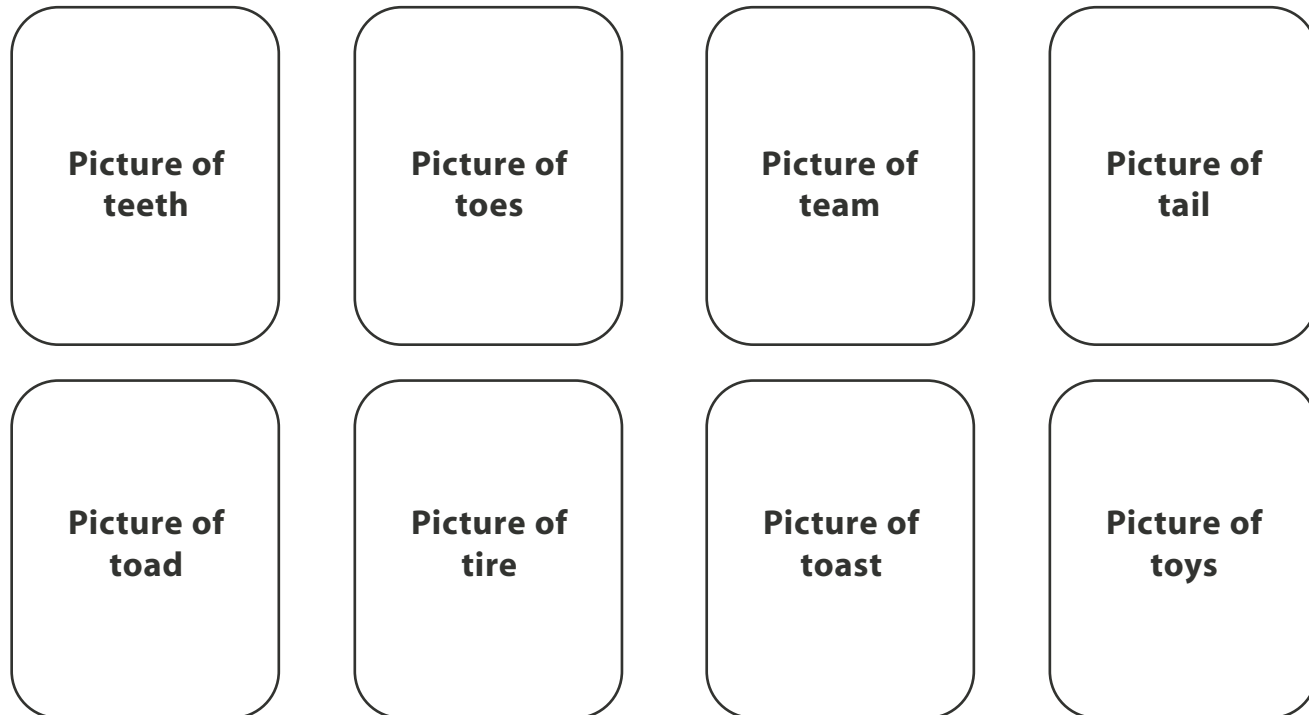 Picture of
teeth
Picture of
toes
Picture of
team
Picture of
tail
Picture of
toad
Picture of
tire
Picture of
toast
Picture of
toys